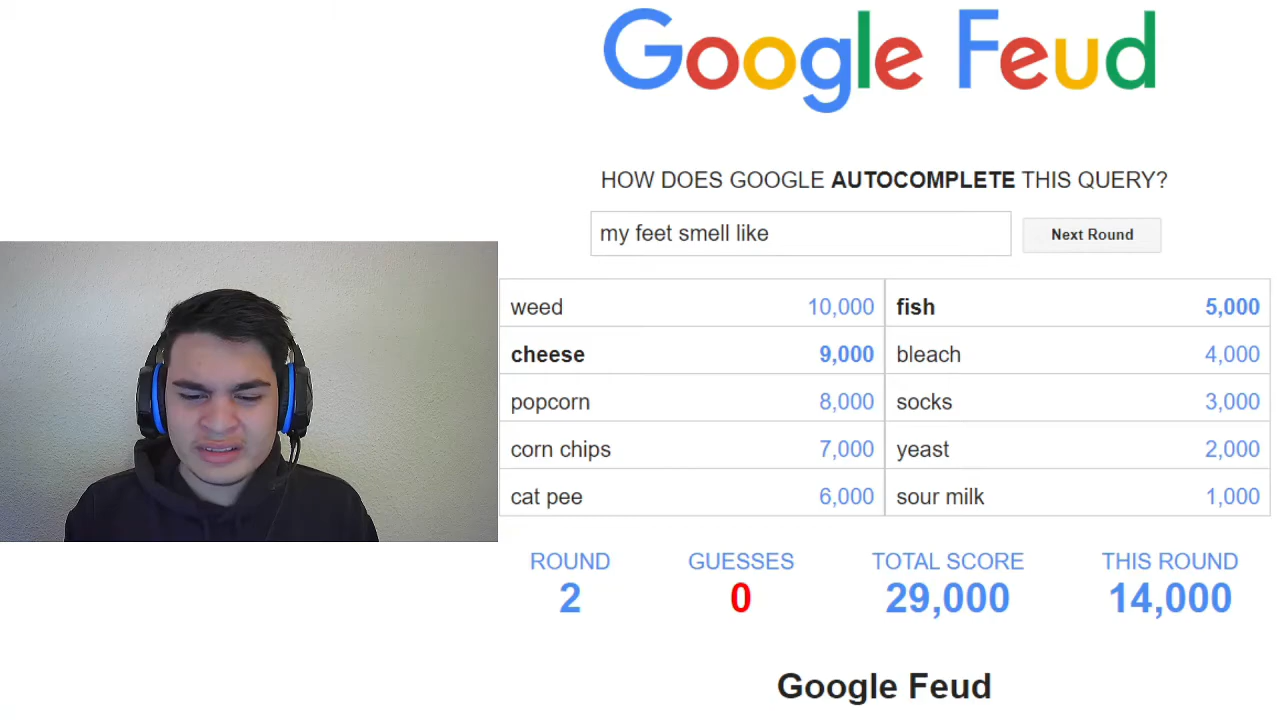 Google Feud
HOW DOES GOOGLE AUTOCOMPLETE THIS QUERY?
my feet smell like
Next Round
weed 10,000 fish 5,000
cheese 9,000 bleach 4,000
popcorn 8,000 socks 3,000
corn chips 7,000 yeast 2,000
cat pee 6,000 sour milk 1,000
ROUND GUESSES TOTAL SCORE THIS ROUND
2 0 29,000 14,000
Google Feud